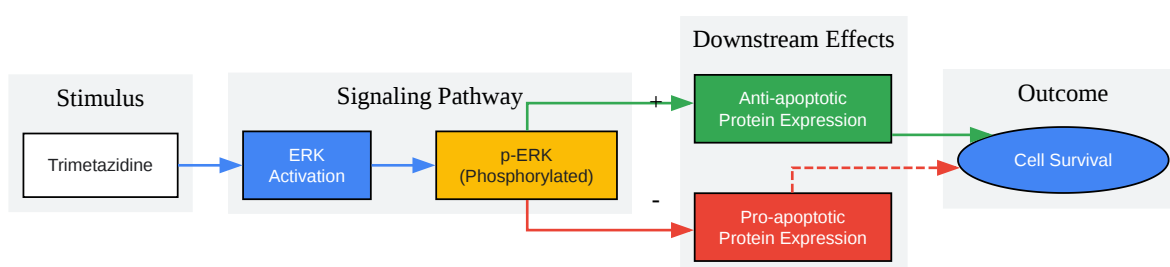 Stimulus
Trimetazidine
Signaling Pathway
ERK
Activation
p-ERK
(Phosphorylated)
+
-
Downstream Effects
Anti-apoptotic
Protein Expression
Pro-apoptotic
Protein Expression
Outcome
Cell Survival